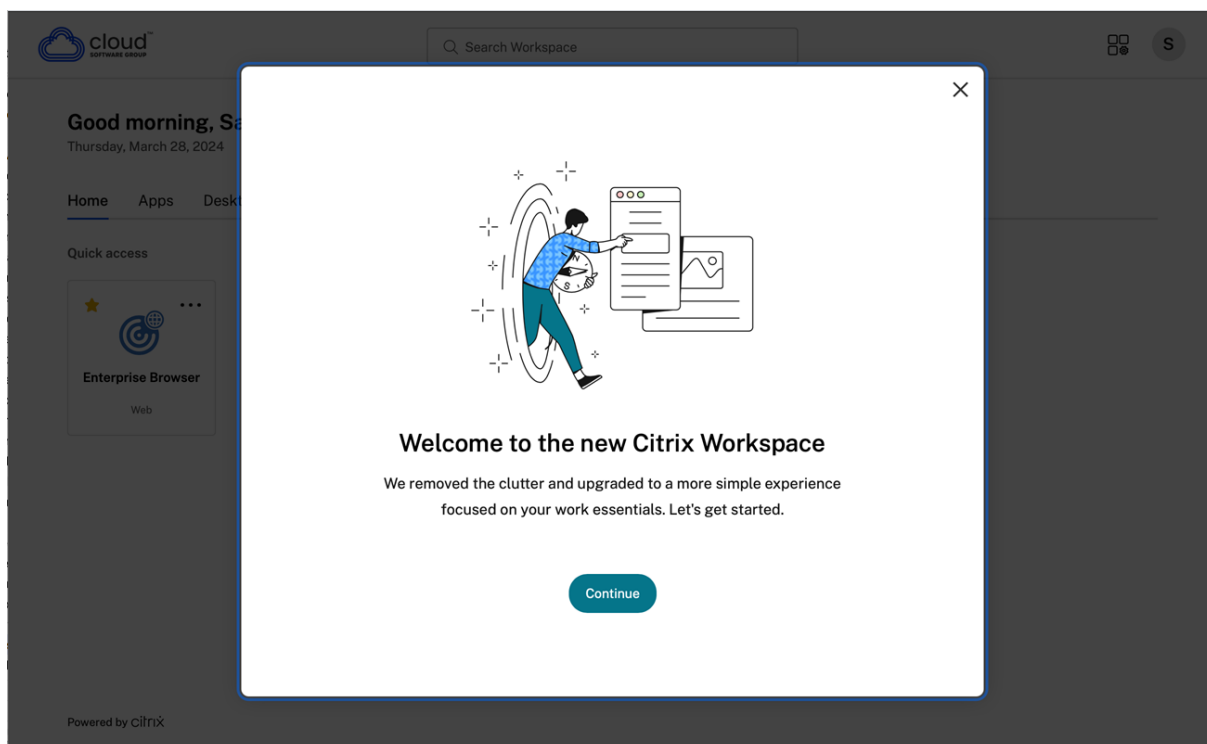 cloud™
SOFTWARE GROUP
Search Workspace
S
Good morning, Sa
Thursday, March 28, 2024
Home Apps Deskt
Quick access
Enterprise Browser
Web
N
S
Welcome to the new Citrix Workspace
We removed the clutter and upgraded to a more simple experience
focused on your work essentials. Let's get started.
Continue
Powered by citrix